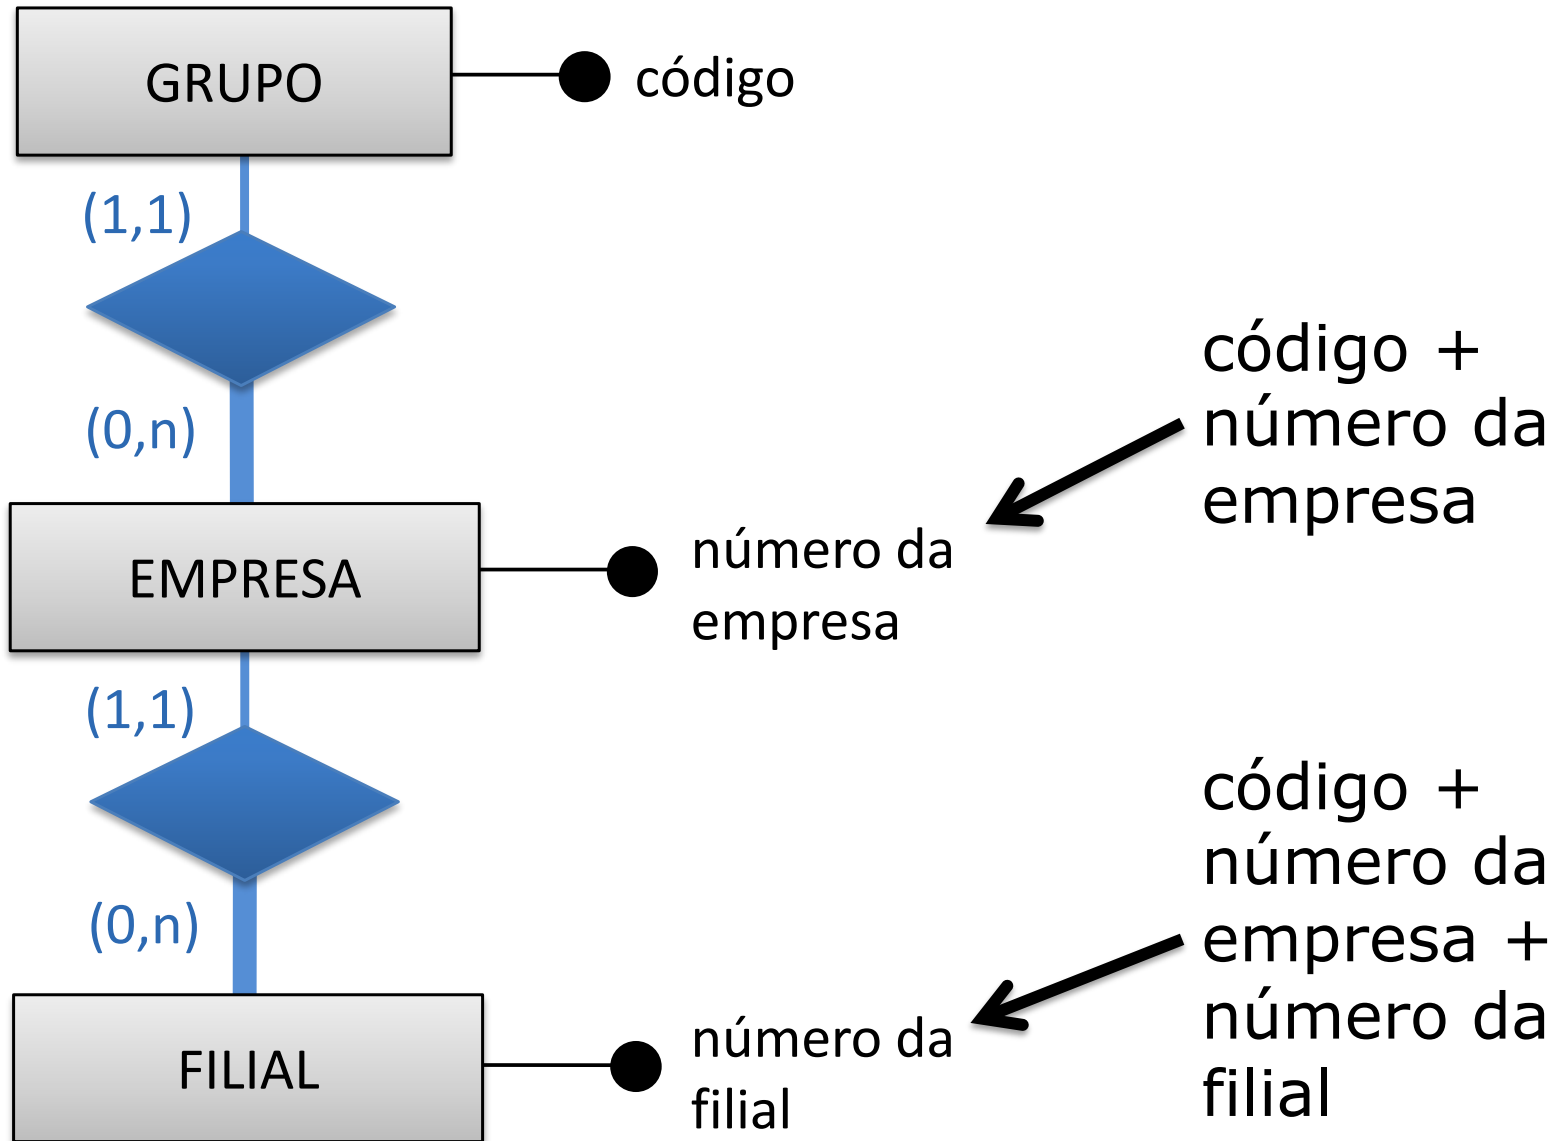 GRUPO
código
(1,1)
(0,n)
código +
número da
empresa
EMPRESA
número da
empresa
(1,1)
(0,n)
código +
número da
empresa +
número da
filial
FILIAL
número da
filial